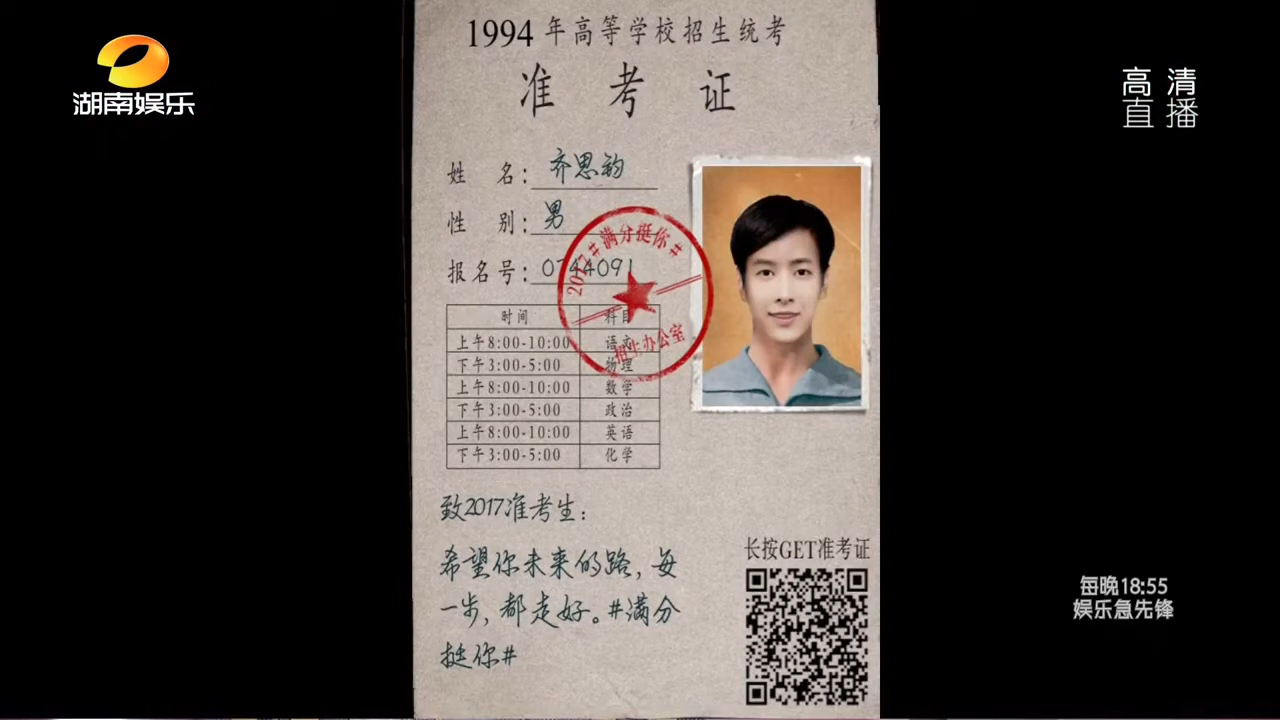 湖南娱乐
高清
直播
1994年高等学校招生统考
准考证
姓名：齐思钧
性别：男
报名号：0744091
2017#满分挺你#
招生办公室
时间 科目
上午8:00-10:00 语文
下午3:00-5:00 物理
上午8:00-10:00 数学
下午3:00-5:00 政治
上午8:00-10:00 英语
下午3:00-5:00 化学
致2017准考生：
希望你未来的路，每
一步，都走好。#满分
挺你#
长按GET准考证
每晚18:55
娱乐急先锋